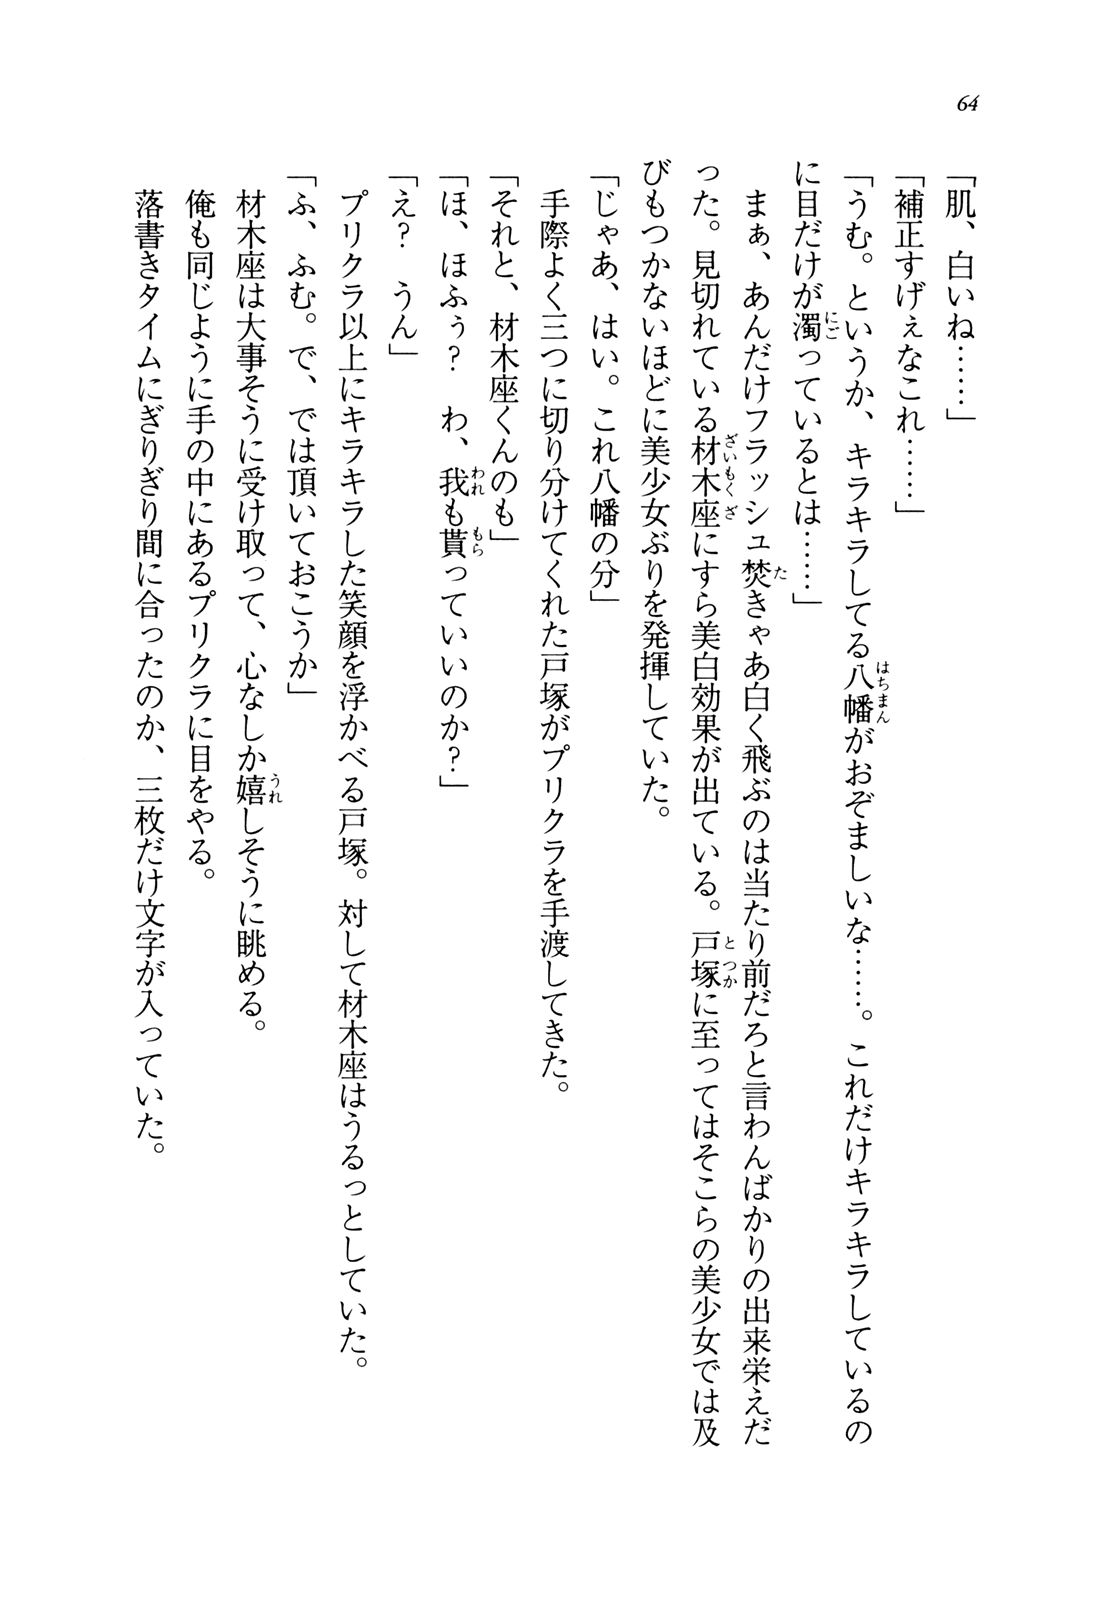 64
「肌、白いね……」
「補正すげぇなこれ……」
「うむ。というか、キラキラしてる八幡がおぞましいな……。これだけキラキラしているの
に目だけが濁っているとは……」
まぁ、あんだけフラッシュ焚きゃあ白く飛ぶのは当たり前だろと言わんばかりの出来栄えだ
った。見切れている材木座にすら美白効果が出ている。戸塚に至ってはそこらの美少女では及
びもつかないほどに美少女ぶりを発揮していた。
「じゃあ、はい。これ八幡の分」
手際よく三つに切り分けてくれた戸塚がプリクラを手渡してきた。
「それと、材木座くんのも」
「ほ、ほふぅ？　わ、我も貰っていいのか？」
「え？　うん」
プリクラ以上にキラキラした笑顔を浮かべる戸塚。対して材木座はうるっとしていた。
「ふ、ふむ。で、では頂いておこうか」
材木座は大事そうに受け取って、心なしか嬉しそうに眺める。
俺も同じように手の中にあるプリクラに目をやる。
落書きタイムにぎりぎり間に合ったのか、三枚だけ文字が入っていた。